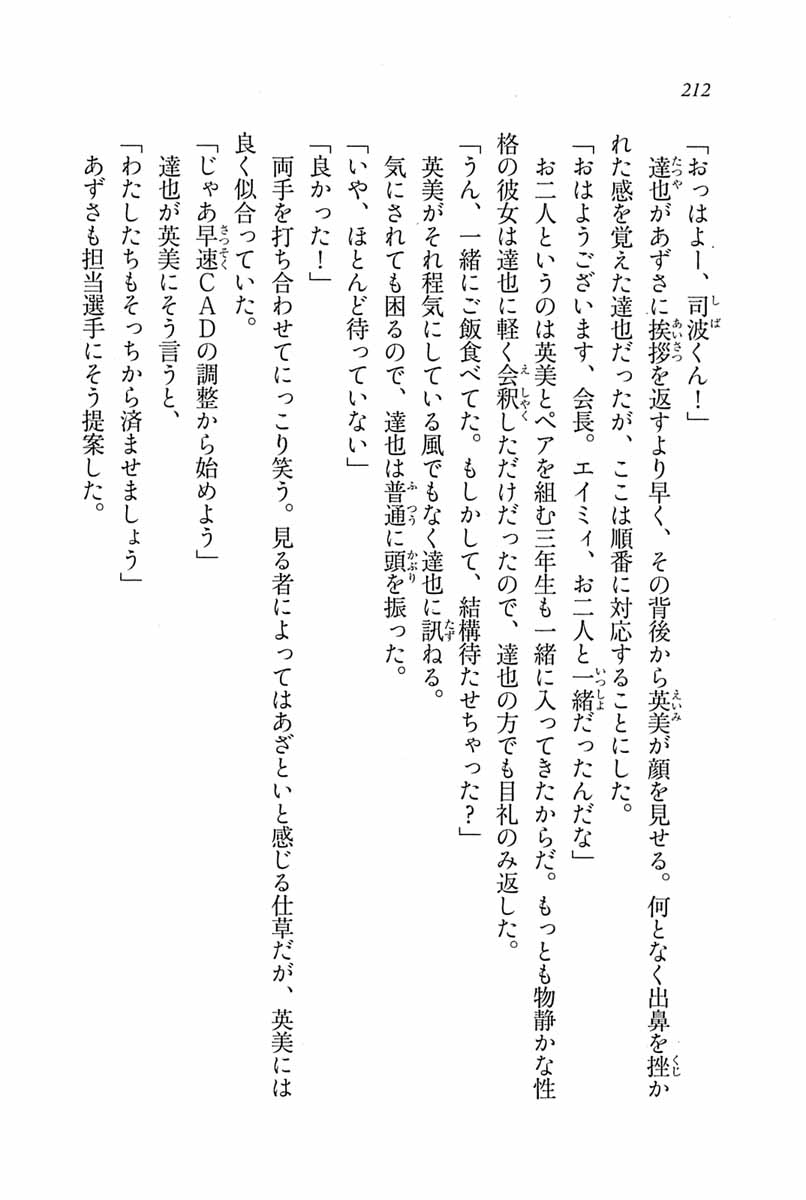 212
「おっはよー、司波くん！」
達也があずさに挨拶を返すより早く、その背後から英美が顔を見せる。何となく出鼻を挫か
れた感を覚えた達也だったが、ここは順番に対応することにした。
「おはようございます、会長。エイミィ、お二人と一緒だったんだな」
お二人というのは英美とペアを組む三年生も一緒に入ってきたからだ。もっとも物静かな性
格の彼女は達也に軽く会釈しただけだったので、達也の方でも目礼のみ返した。
「うん、一緒にご飯食べてた。もしかして、結構待たせちゃった？」
英美がそれ程気にしている風でもなく達也に訊ねる。
気にされても困るので、達也は普通に頭を振った。
「いや、ほとんど待っていない」
「良かった！」
両手を打ち合わせてにっこり笑う。見る者によってはあざといと感じる仕草だが、英美には
良く似合っていた。
「じゃあ早速ＣＡＤの調整から始めよう」
達也が英美にそう言うと、
「わたしたちもそっちから済ませましょう」
あずさも担当選手にそう提案した。